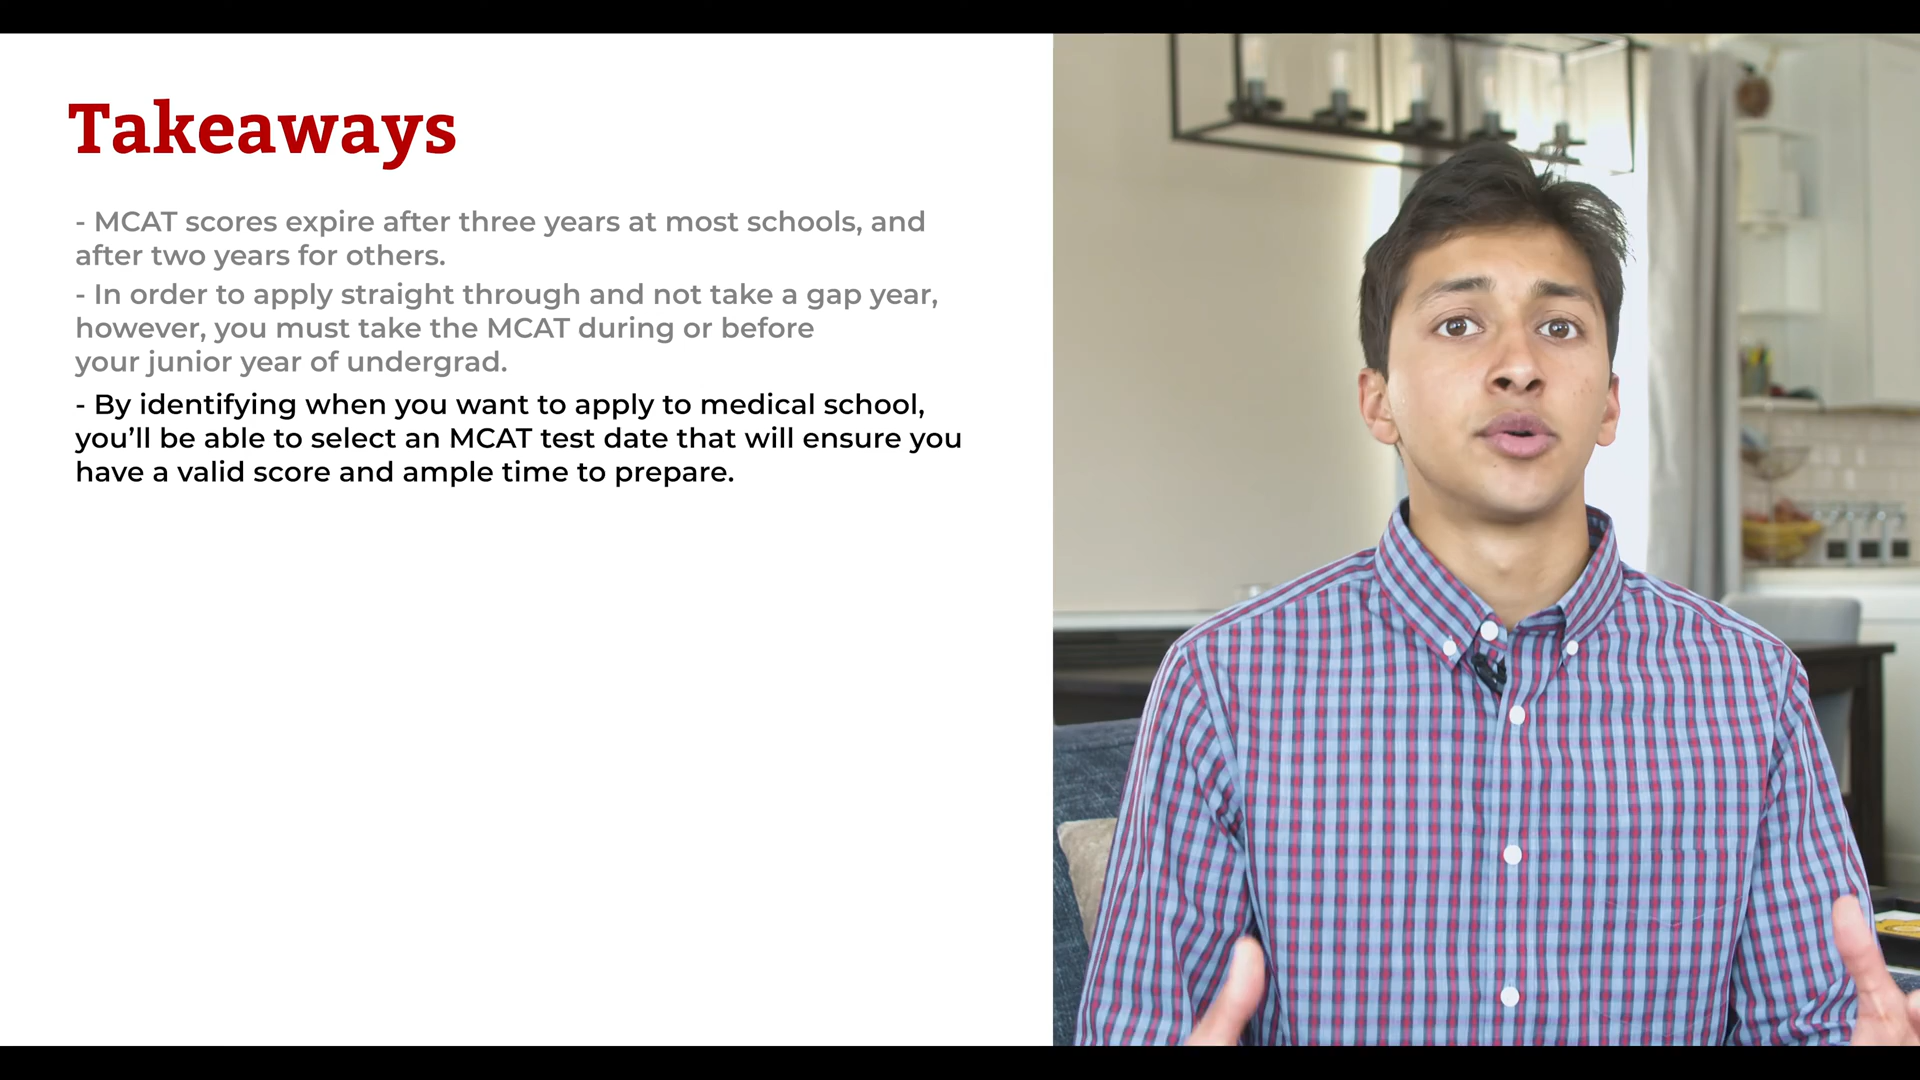 Takeaways
- MCAT scores expire after three years at most schools, and
after two years for others.
- In order to apply straight through and not take a gap year,
however, you must take the MCAT during or before
your junior year of undergrad.
- By identifying when you want to apply to medical school,
you’ll be able to select an MCAT test date that will ensure you
have a valid score and ample time to prepare.